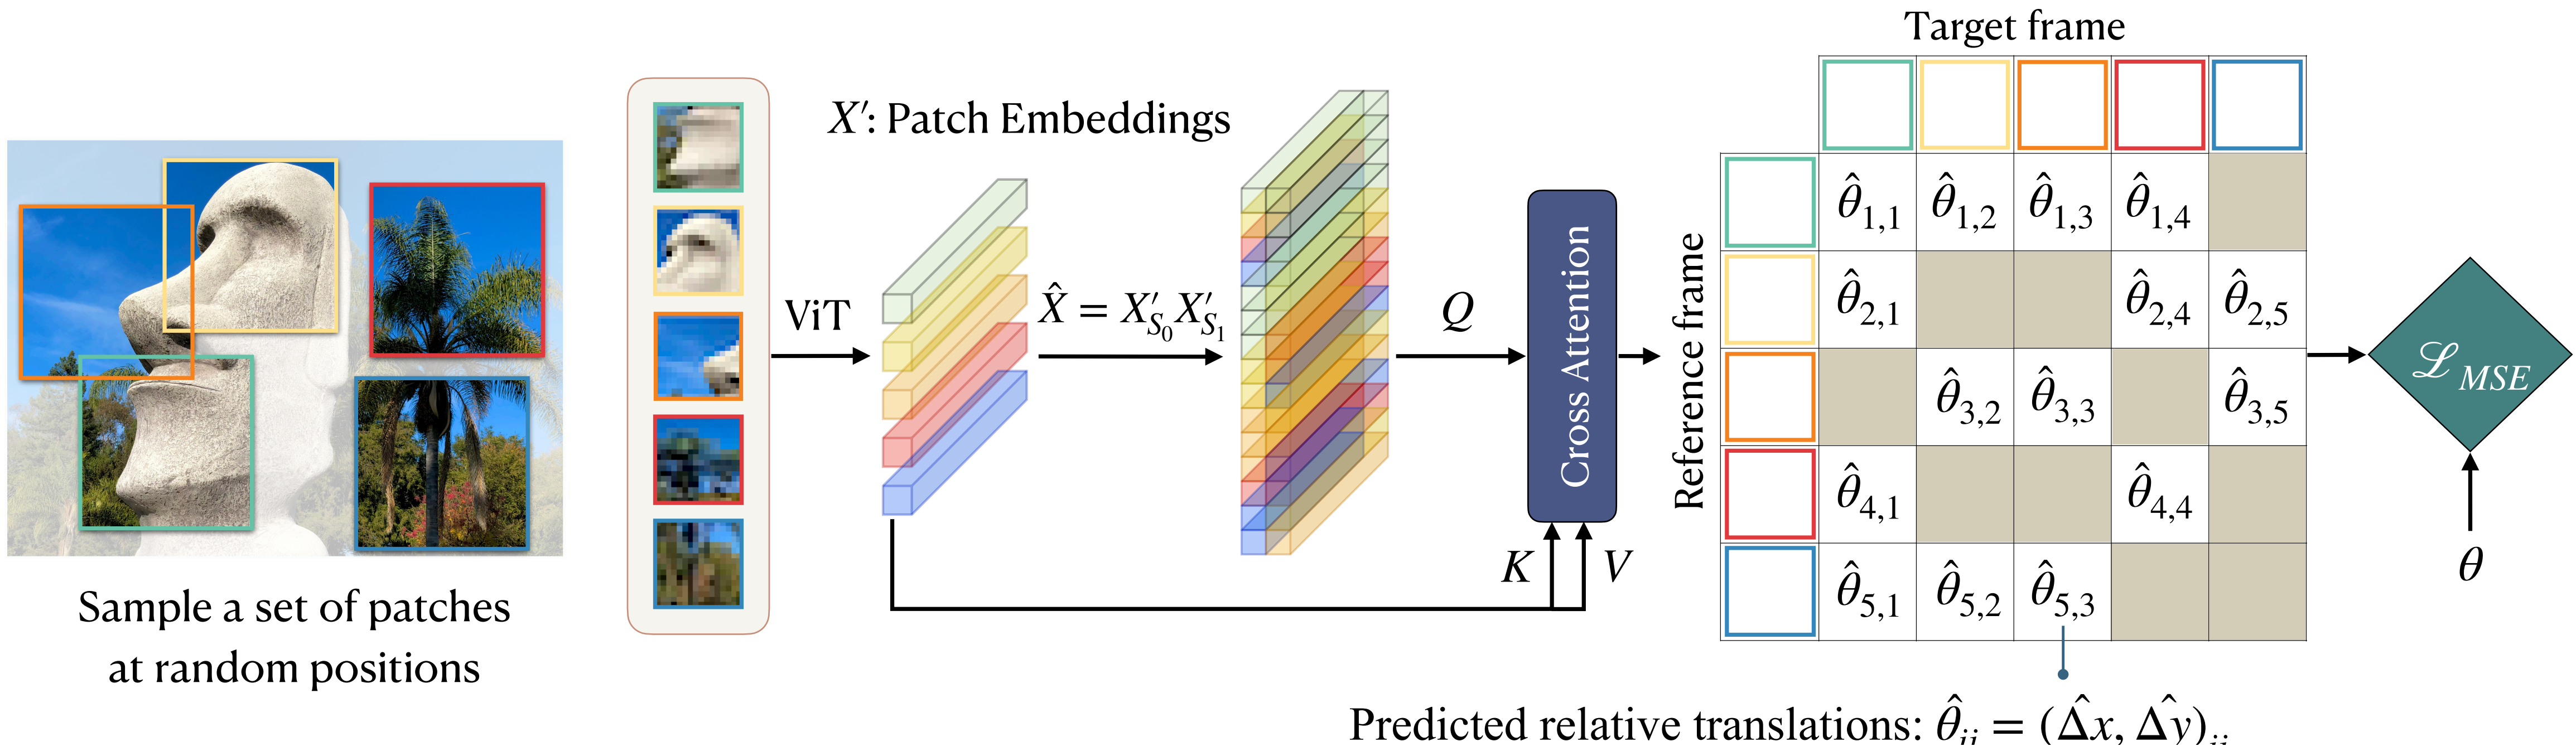 Sample a set of patches
at random positions
ViT
X′: Patch Embeddings
X̂ = X′_{S₀}X′_{S₁}
Q
Cross Attention
K
V
Target frame
Reference frame
θ̂₁,₁ θ̂₁,₂ θ̂₁,₃ θ̂₁,₄
θ̂₂,₁ θ̂₂,₄ θ̂₂,₅
θ̂₃,₂ θ̂₃,₃ θ̂₃,₅
θ̂₄,₁ θ̂₄,₄
θ̂₅,₁ θ̂₅,₂ θ̂₅,₃
Predicted relative translations: θ̂ᵢⱼ = (Δ̂x, Δ̂y)ᵢⱼ
ℒ_MSE
θ